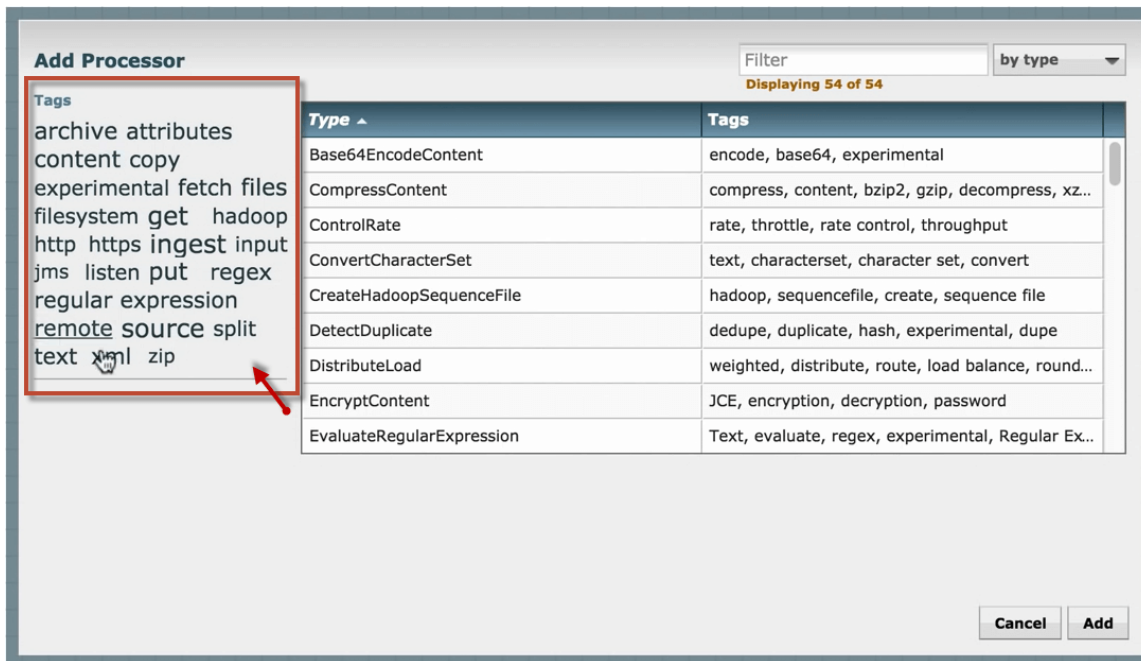 Add Processor
Filter
by type
Displaying 54 of 54
Tags
archive attributes
content copy
experimental fetch files
filesystem get hadoop
http https ingest input
jms listen put regex
regular expression
remote source split
text xml zip
Type Tags
Base64EncodeContent encode, base64, experimental
CompressContent compress, content, bzip2, gzip, decompress, xz...
ControlRate rate, throttle, rate control, throughput
ConvertCharacterSet text, characterset, character set, convert
CreateHadoopSequenceFile hadoop, sequencefile, create, sequence file
DetectDuplicate dedupe, duplicate, hash, experimental, dupe
DistributeLoad weighted, distribute, route, load balance, round...
EncryptContent JCE, encryption, decryption, password
EvaluateRegularExpression Text, evaluate, regex, experimental, Regular Ex...
Cancel Add